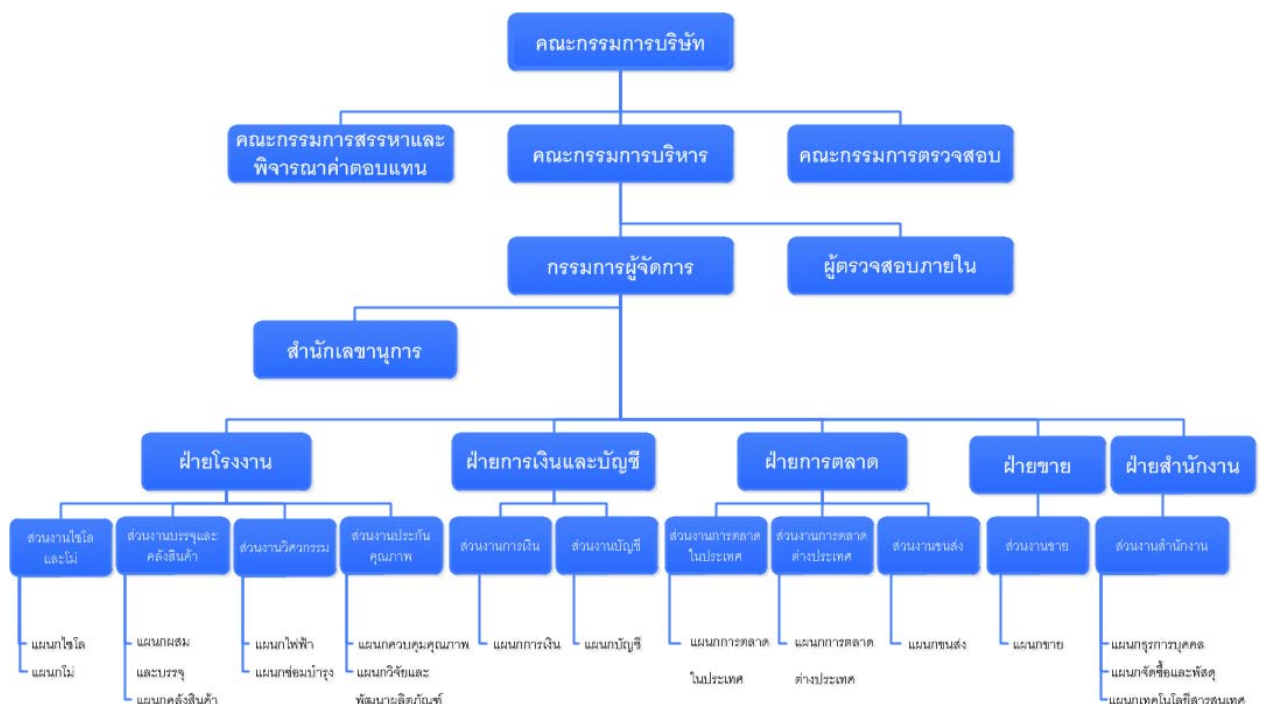 คณะกรรมการบริษัท
คณะกรรมการสรรหาและ
พิจารณาค่าตอบแทน
คณะกรรมการบริหาร
คณะกรรมการตรวจสอบ
กรรมการผู้จัดการ
ผู้ตรวจสอบภายใน
สำนักเลขานุการ
ฝ่ายโรงงาน
ฝ่ายการเงินและบัญชี
ฝ่ายการตลาด
ฝ่ายขาย
ฝ่ายสำนักงาน
ส่วนงานไซโล
และโม่
ส่วนงานบรรจุและ
คลังสินค้า
ส่วนงานวิศวกรรม
ส่วนงานประกัน
คุณภาพ
ส่วนงานการเงิน
ส่วนงานบัญชี
ส่วนงานการตลาด
ในประเทศ
ส่วนงานการตลาด
ต่างประเทศ
ส่วนงานขนส่ง
ส่วนงานขาย
ส่วนงานสำนักงาน
แผนกไซโล
แผนกโม่
แผนกผสม
และบรรจุ
แผนกคลังสินค้า
แผนกไฟฟ้า
แผนกซ่อมบำรุง
แผนกควบคุมคุณภาพ
แผนกวิจัยและ
พัฒนาผลิตภัณฑ์
แผนกการเงิน
แผนกบัญชี
แผนกการตลาด
ในประเทศ
แผนกการตลาด
ต่างประเทศ
แผนกขนส่ง
แผนกขาย
แผนกธุรการบุคคล
แผนกจัดซื้อและพัสดุ
แผนกเทคโนโลยีสารสนเทศ